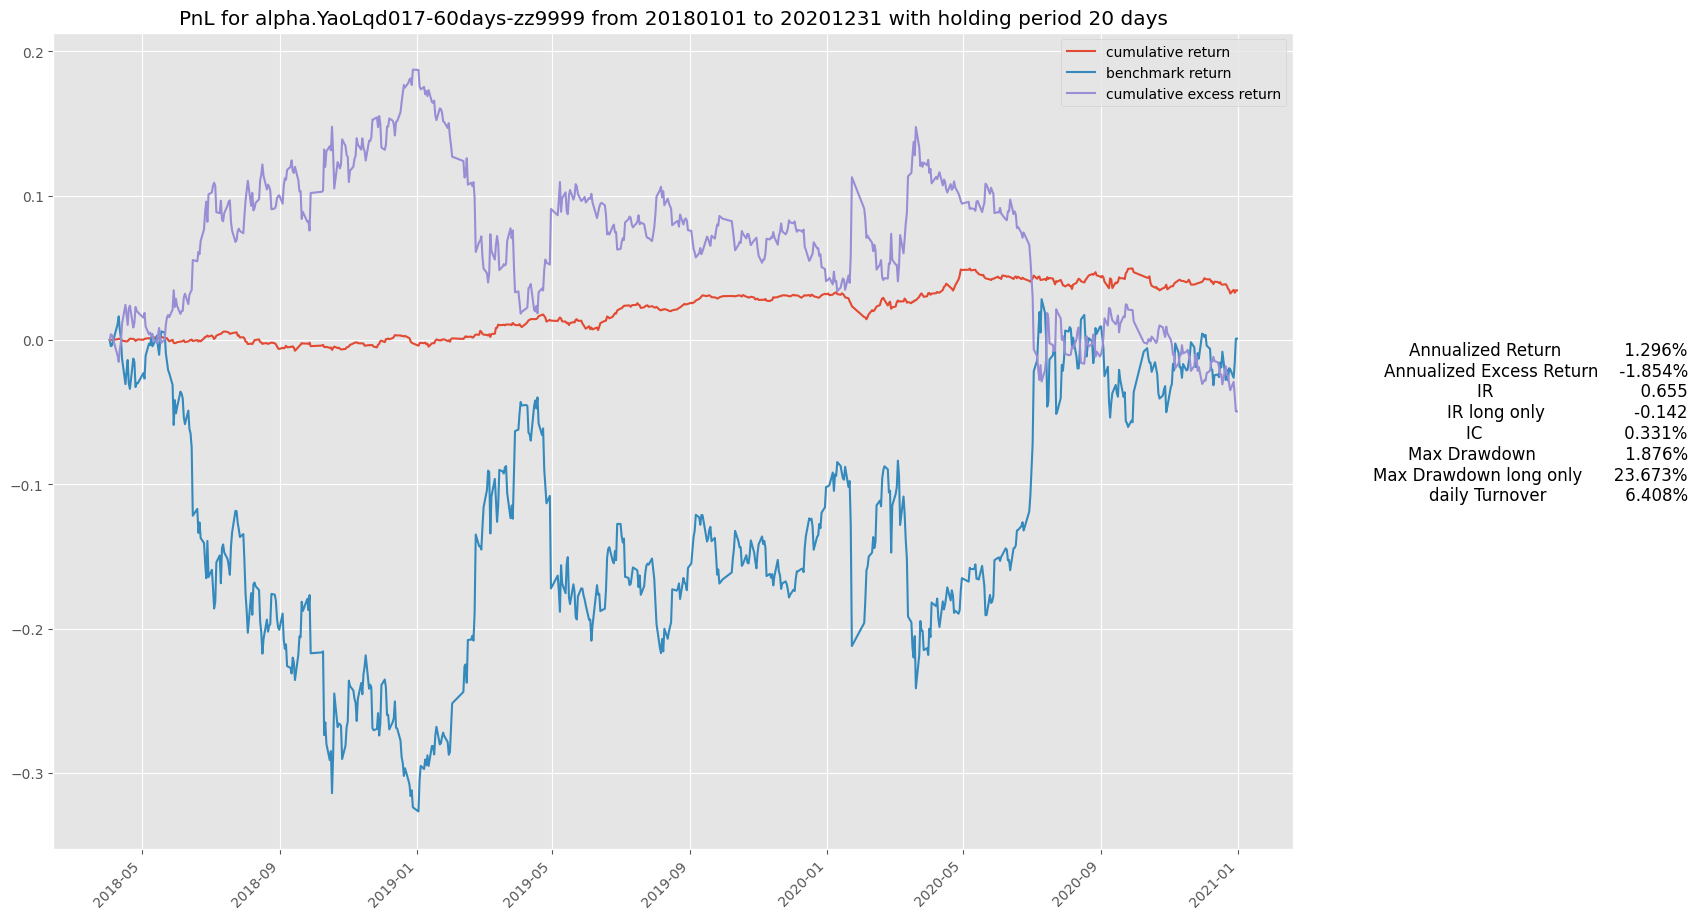 PnL for alpha.YaoLqd017-60days-zz9999 from 20180101 to 20201231 with holding period 20 days
cumulative return
benchmark return
cumulative excess return
0.2
0.1
0.0
−0.1
−0.2
−0.3
2018-05
2018-09
2019-01
2019-05
2019-09
2020-01
2020-05
2020-09
2021-01
Annualized Return 1.296%
Annualized Excess Return -1.854%
IR 0.655
IR long only -0.142
IC 0.331%
Max Drawdown 1.876%
Max Drawdown long only 23.673%
daily Turnover 6.408%